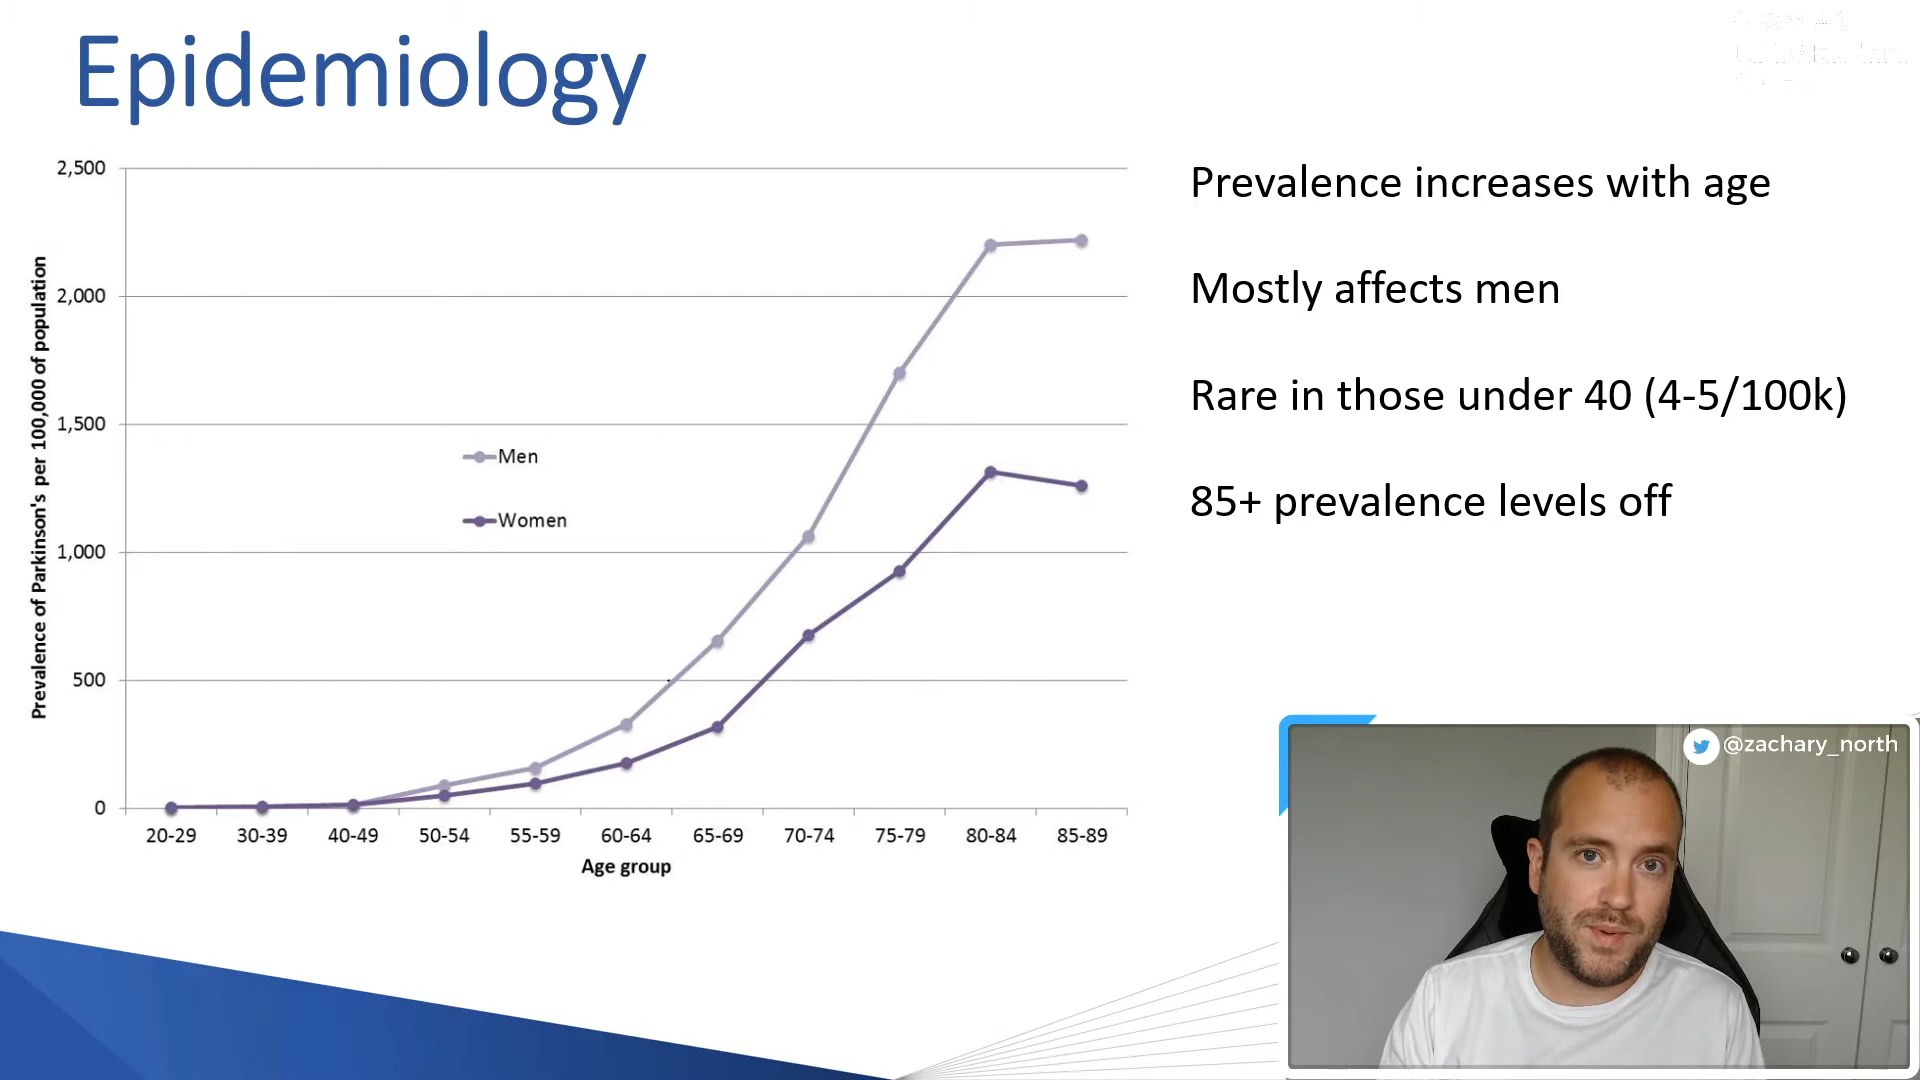 Epidemiology
Prevalence of Parkinson's per 100,000 of population
2,500
2,000
1,500
1,000
500
0
Men
Women
20-29 30-39 40-49 50-54 55-59 60-64 65-69 70-74 75-79 80-84 85-89
Age group
Prevalence increases with age
Mostly affects men
Rare in those under 40 (4-5/100k)
85+ prevalence levels off
@zachary_north